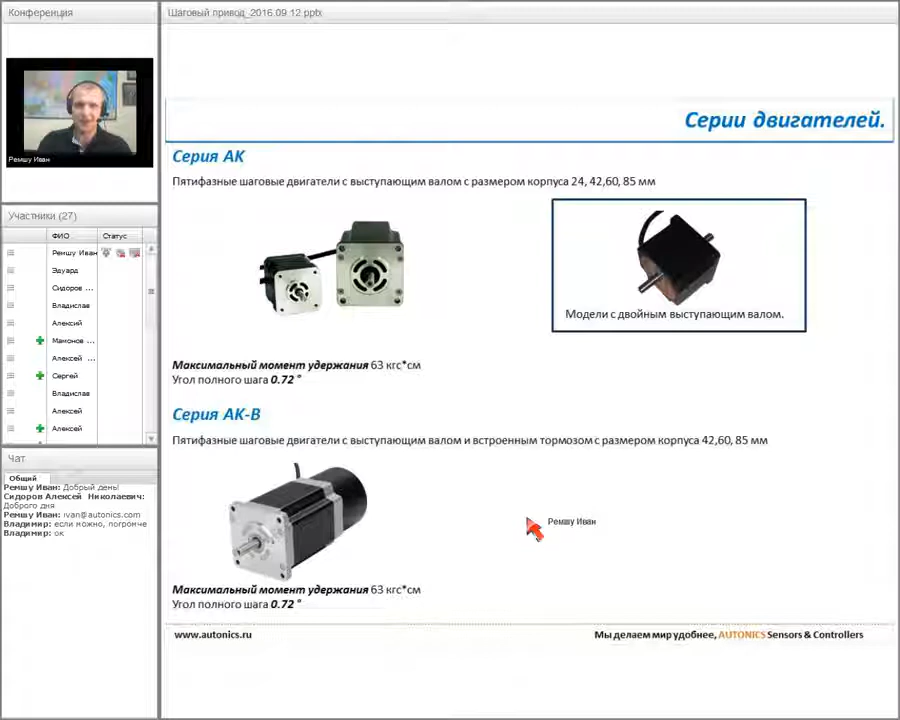 Конференция
Ремшу Иван
Участники (27)
ФИО
Статус
Ремшу Иван
Эдуард
Сидоров ...
Владислав
Алексий
Мамонов ...
Алексей ...
Сергей
Владислав
Алексей
Алексей
Чат
Общий
Ремшу Иван: Добрый день!
Сидоров Алексей Николаевич:
Доброго дня
Ремшу Иван: ivan@autonics.com
Владимир: если можно, погромче
Владимир: ок
Шаговый привод_2016 09 12.pptx
Серии двигателей.
Серия AK
Пятифазные шаговые двигатели с выступающим валом с размером корпуса 24, 42,60, 85 мм
Модели с двойным выступающим валом.
Максимальный момент удержания 63 кгс*см
Угол полного шага 0.72 °
Серия AK-B
Пятифазные шаговые двигатели с выступающим валом и встроенным тормозом с размером корпуса 42,60, 85 мм
Ремшу Иван
Максимальный момент удержания 63 кгс*см
Угол полного шага 0.72 °
www.autonics.ru
Мы делаем мир удобнее, AUTONICS Sensors & Controllers